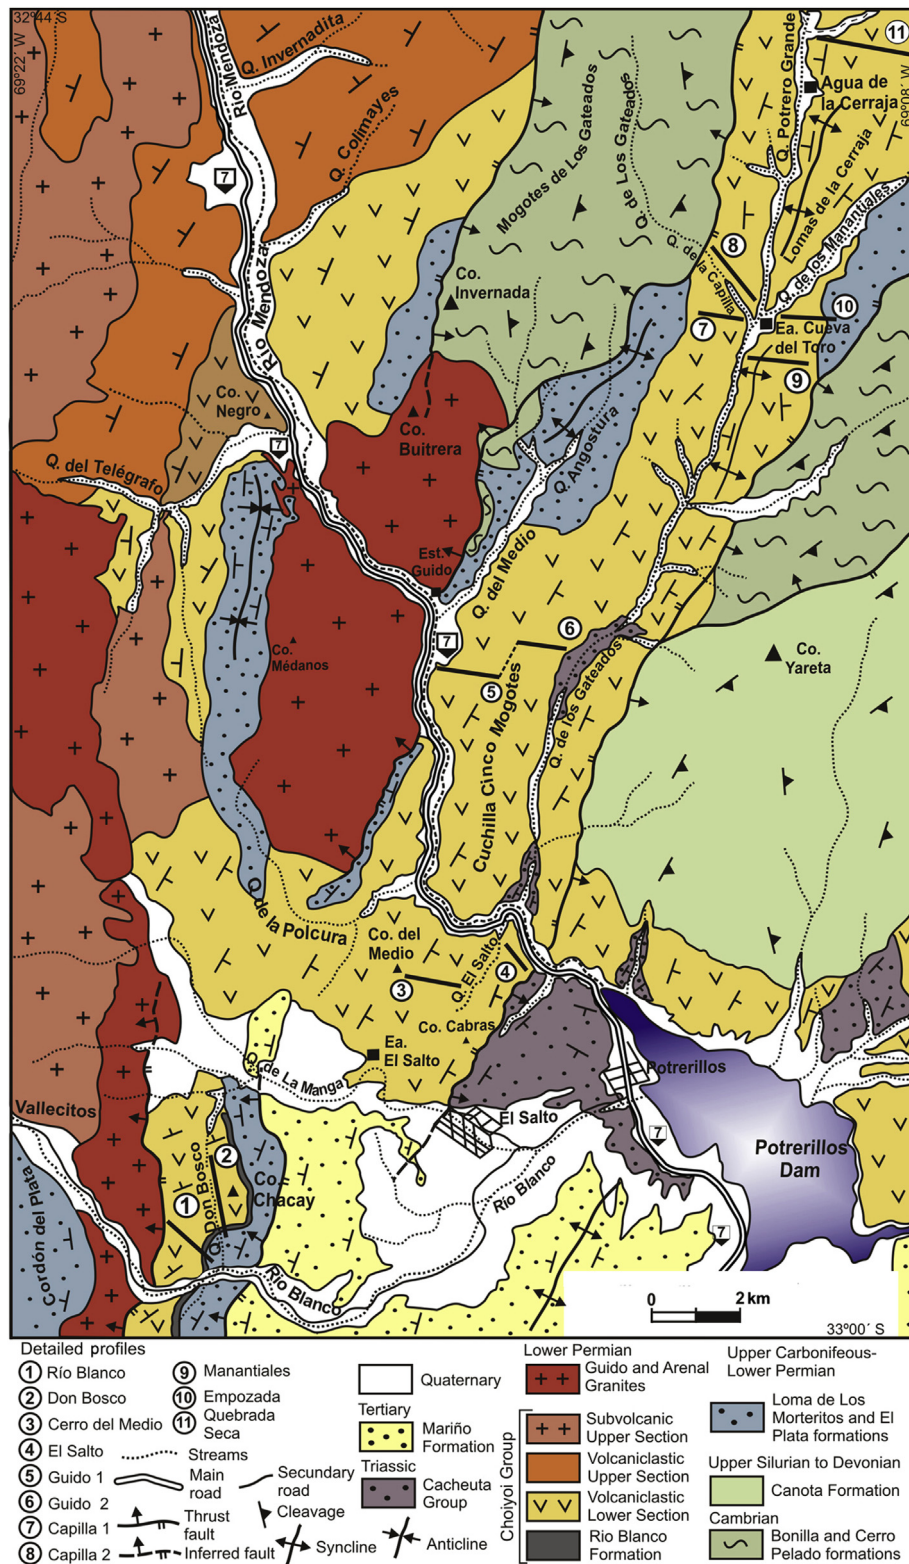 32°44´ S
69°22´ W
69°08´ W
Río Mendoza
Q. Invernadita
Q. Colimayes
7
Río Mendoza
Mogotes de Los Gateados
Q. de Los Gateados
Q. Potrero Grande
11
Agua de
la Cerraja
Lomas de la Cerraja
Q. de los Manantiales
8
Q. de la Capilla
7
10
Ea. Cueva
del Toro
9
Co.
Invernada
Co.
Negro
7
Co.
Buitrera
Q. del Telégrafo
Q. Angostura
Est.
Guido
Q. del Medio
7
6
5
Co.
Médanos
Cuchilla Cinco Mogotes
Q. de los Gateados
Co.
Yareta
Q. de la Polcura
Co. del
Medio
3
Q. El Salto
4
Co. Cabras
Ea.
El Salto
Q. de La Manga
Potrerillos
Vallecitos
El Salto
7
Potrerillos
Dam
2
1
Q. Don Bosco
Co.
Chacay
Río Blanco
Cordón del Plata
7
Río Blanco
0 2 km
33°00´ S
Detailed profiles
1 Río Blanco
2 Don Bosco
3 Cerro del Medio
4 El Salto
5 Guido 1
6 Guido 2
7 Capilla 1
8 Capilla 2
9 Manantiales
10 Empozada
11 Quebrada
Seca
Streams
Main
road
Secundary
road
Thrust
fault
Cleavage
Inferred fault
Syncline
Anticline
Quaternary
Tertiary
Mariño
Formation
Triassic
Cacheuta
Group
Lower Permian
Guido and Arenal
Granites
Choiyoi Group
Subvolcanic
Upper Section
Volcaniclastic
Upper Section
Volcaniclastic
Lower Section
Rio Blanco
Formation
Upper Carbonifeous-
Lower Permian
Loma de Los
Morteritos and El
Plata formations
Upper Silurian to Devonian
Canota Formation
Cambrian
Bonilla and Cerro
Pelado formations